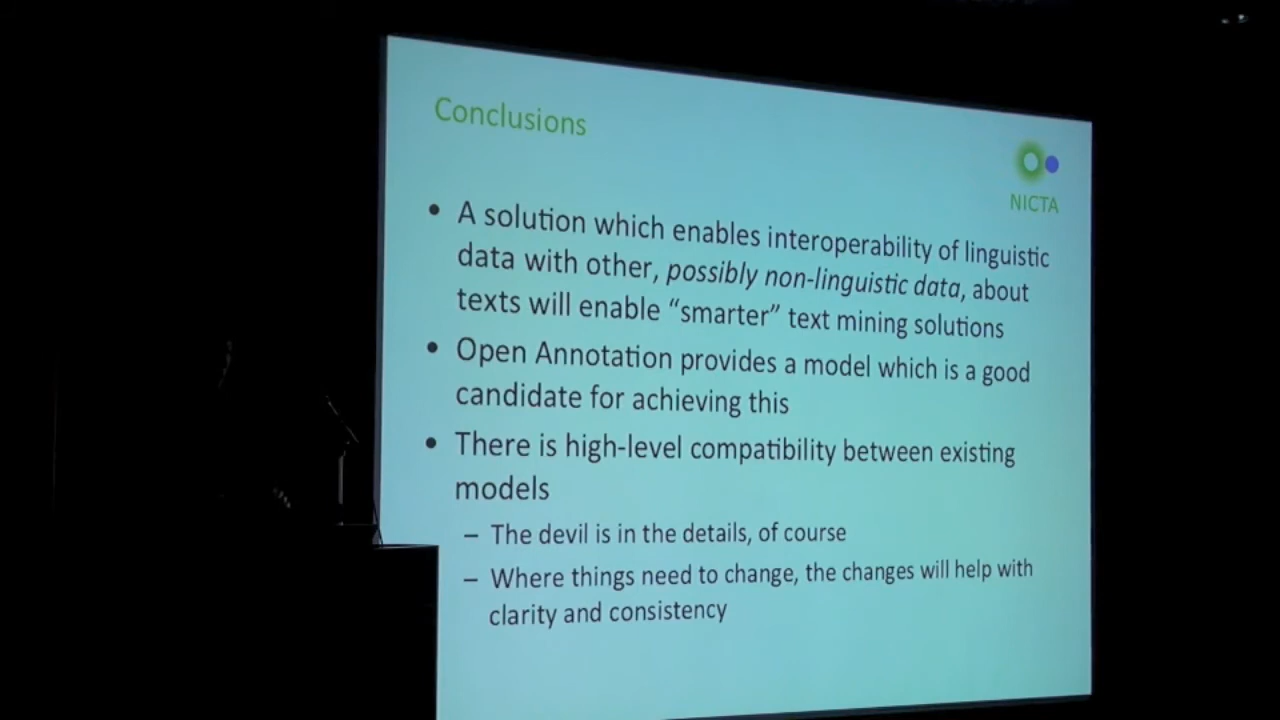 Conclusions
NICTA
• A solution which enables interoperability of linguistic
data with other, possibly non-linguistic data, about
texts will enable “smarter” text mining solutions
• Open Annotation provides a model which is a good
candidate for achieving this
• There is high-level compatibility between existing
models
– The devil is in the details, of course
– Where things need to change, the changes will help with
clarity and consistency